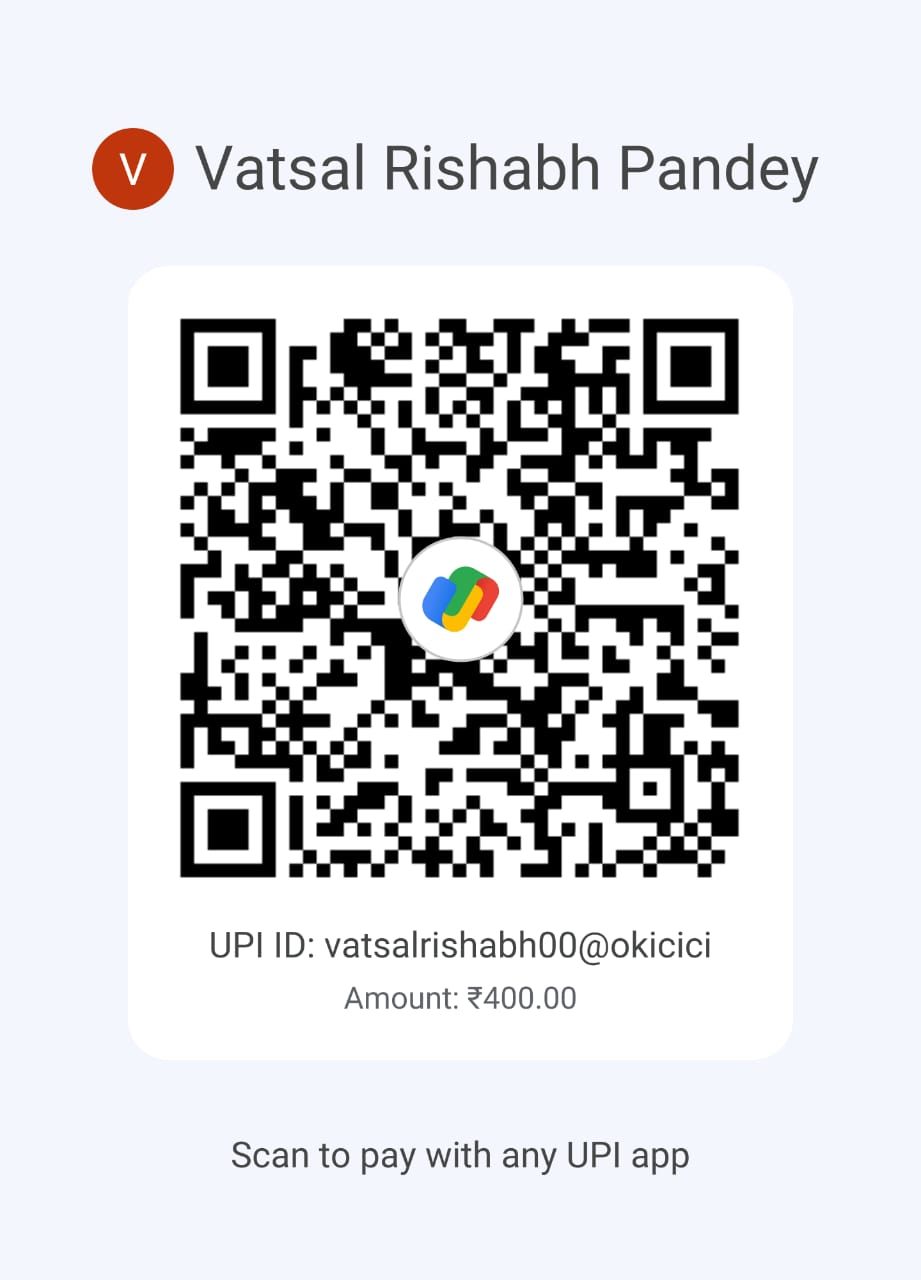 V Vatsal Rishabh Pandey
UPI ID: vatsalrishabh00@okicici
Amount: ₹400.00
Scan to pay with any UPI app